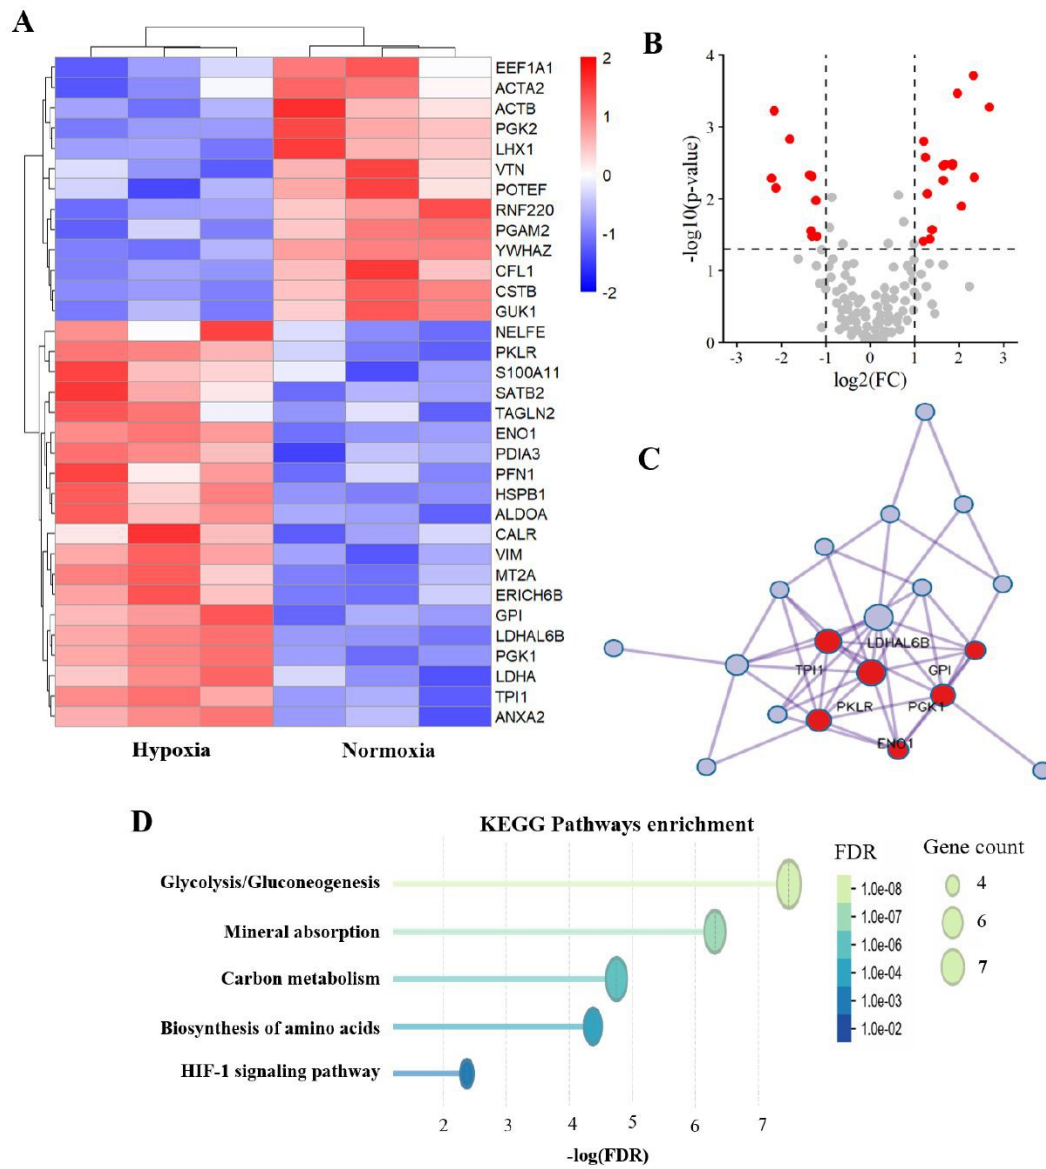 A
2
1
0
-1
-2
EEF1A1
ACTA2
ACTB
PGK2
LHX1
VTN
POTEF
RNF220
PGAM2
YWHAZ
CFL1
CSTB
GUK1
NELFE
PKLR
S100A11
SATB2
TAGLN2
ENO1
PDIA3
PFN1
HSPB1
ALDOA
CALR
VIM
MT2A
ERICH6B
GPI
LDHAL6B
PGK1
LDHA
TPI1
ANXA2
Hypoxia Normoxia
B
-log10(p-value)
4
3
2
1
0
-3 -2 -1 0 1 2 3
log2(FC)
C
LDHAL6B
TPI1
GPI
PKLR
PGK1
ENO1
D
KEGG Pathways enrichment
Glycolysis/Gluconeogenesis
Mineral absorption
Carbon metabolism
Biosynthesis of amino acids
HIF-1 signaling pathway
2 3 4 5 6 7
-log(FDR)
FDR
1.0e-08
1.0e-07
1.0e-06
1.0e-04
1.0e-03
1.0e-02
Gene count
4
6
7